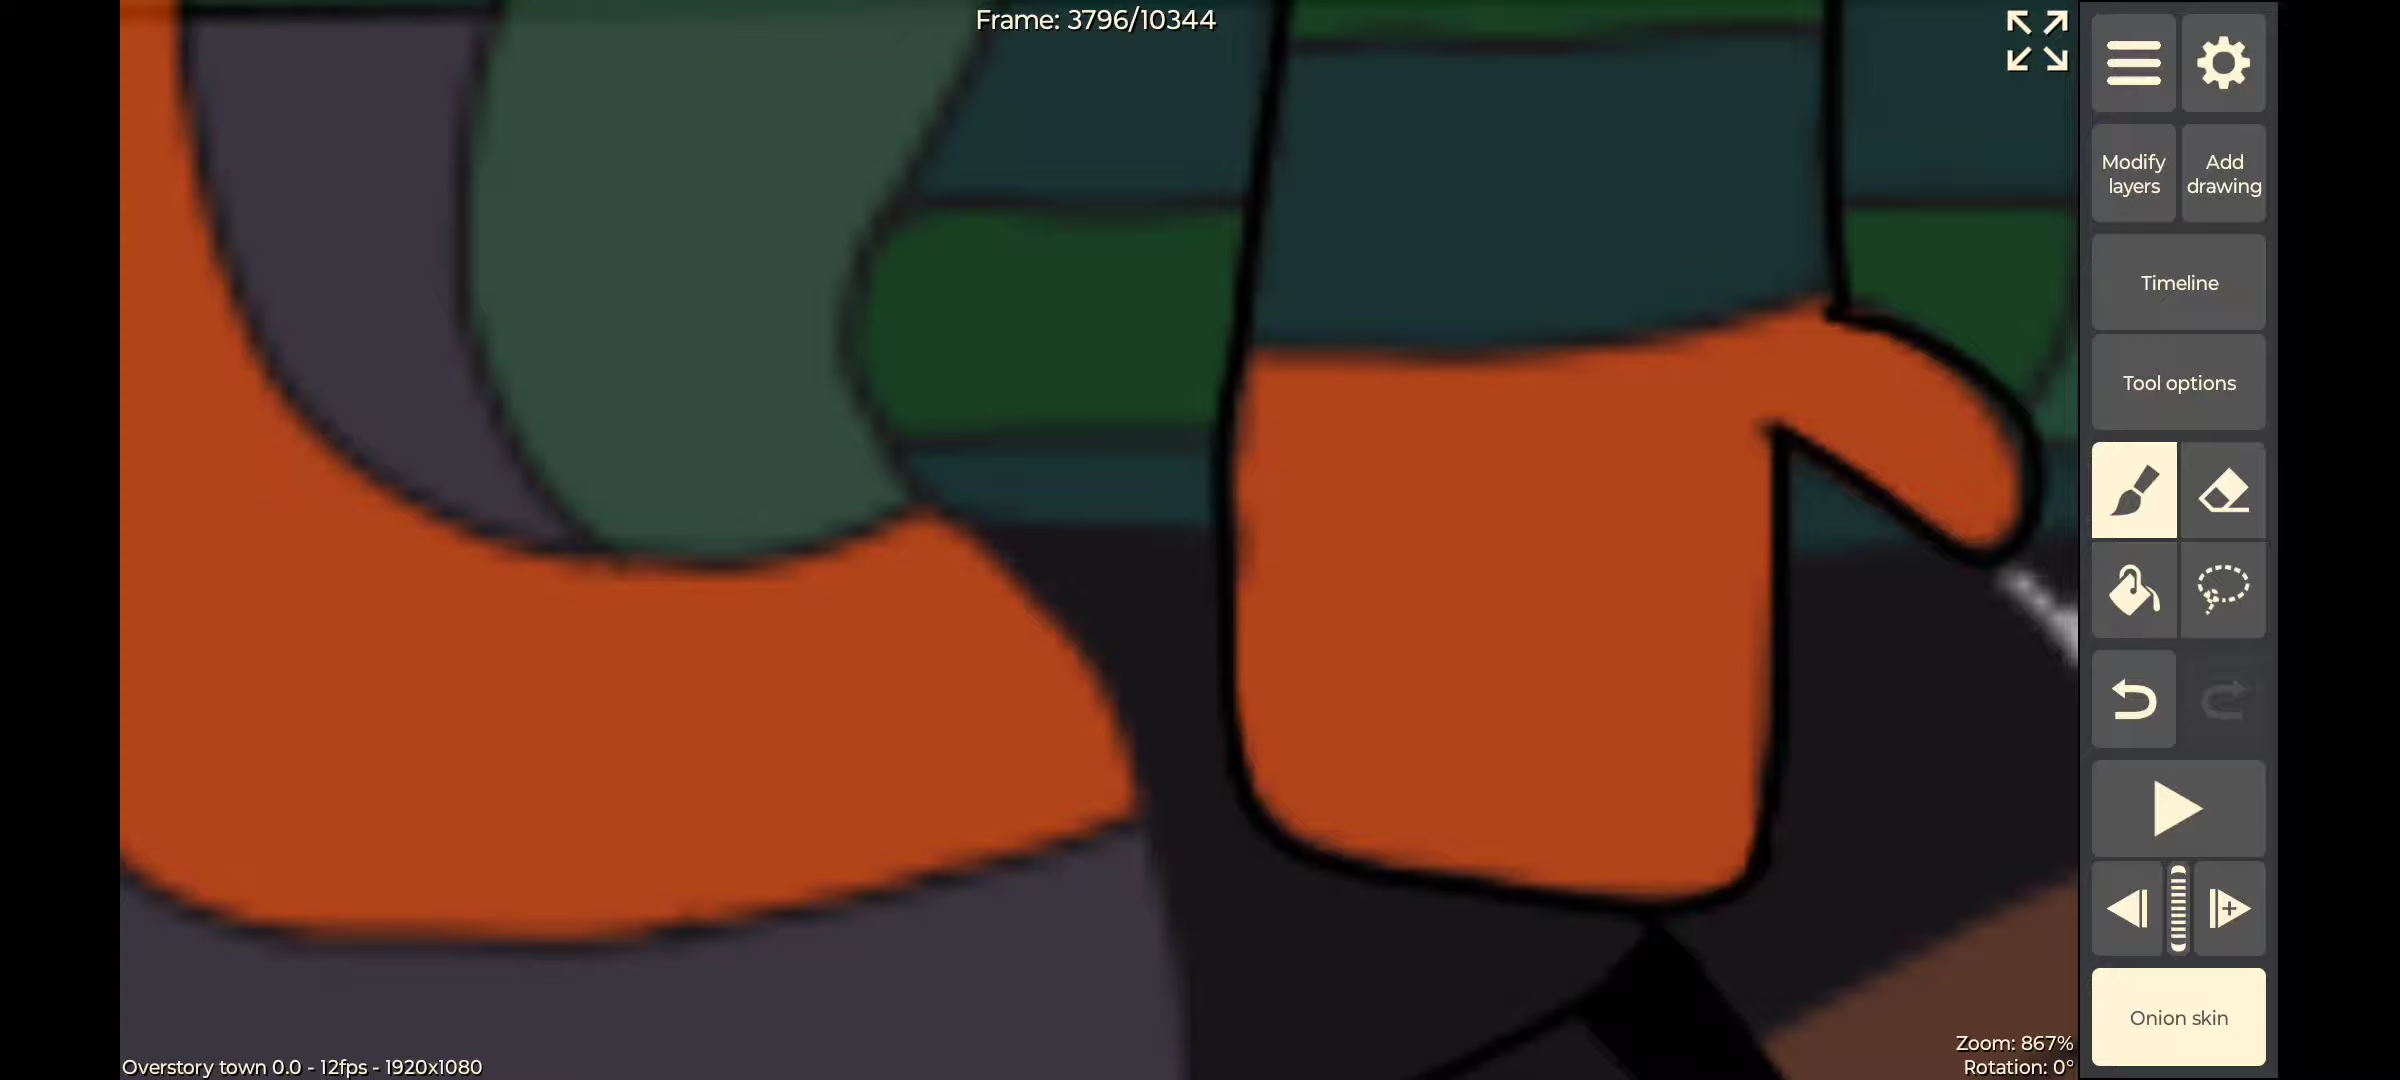 Frame: 3796/10344
Modify
layers
Add
drawing
Timeline
Tool options
Onion skin
Zoom: 867%
Rotation: 0°
Overstory town 0.0 - 12fps - 1920x1080